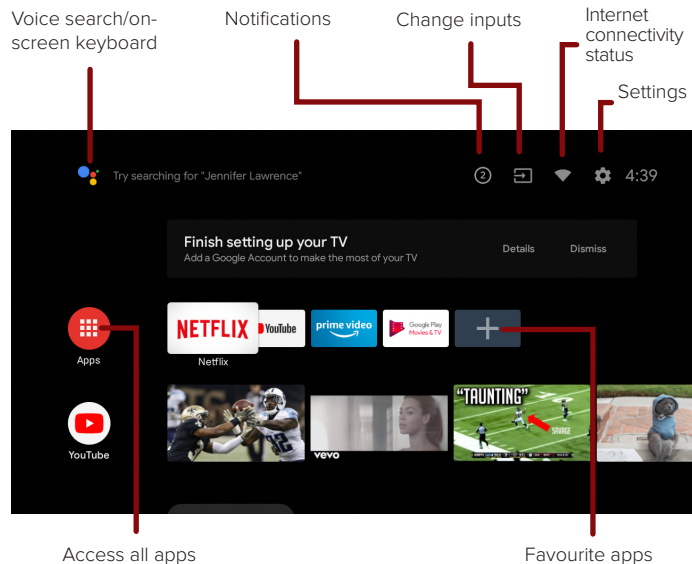 Voice search/on-
screen keyboard
Notifications
Change inputs
Internet
connectivity
status
Settings
Try searching for "Jennifer Lawrence"
2
4:39
Finish setting up your TV
Add a Google Account to make the most of your TV
Details
Dismiss
NETFLIX
YouTube
prime video
Google Play
Movies & TV
Apps
Netflix
"TAUNTING"
SAVAGE
vevo
YouTube
Access all apps
Favourite apps